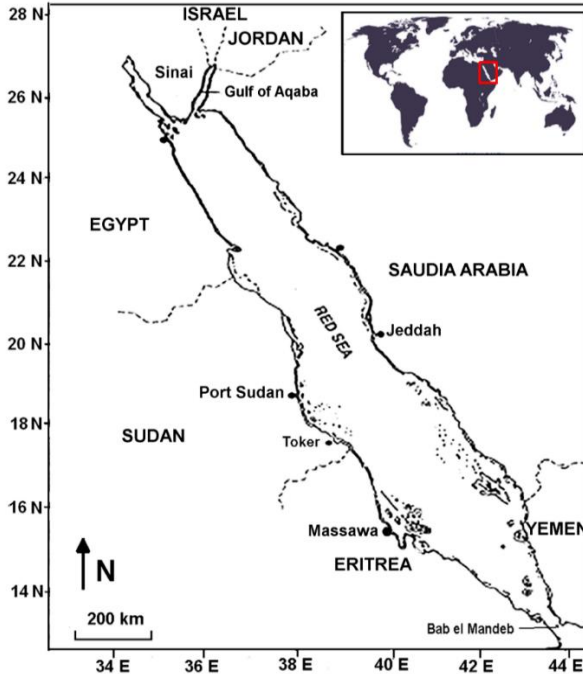 28 N
ISRAEL
JORDAN
Sinai
Gulf of Aqaba
26 N
24 N
EGYPT
22 N
SAUDIA ARABIA
RED SEA
20 N
Jeddah
Port Sudan
18 N
SUDAN
Toker
16 N
Massawa
YEMEN
ERITREA
N
14 N
200 km
Bab el Mandeb
34 E
36 E
38 E
40 E
42 E
44 E